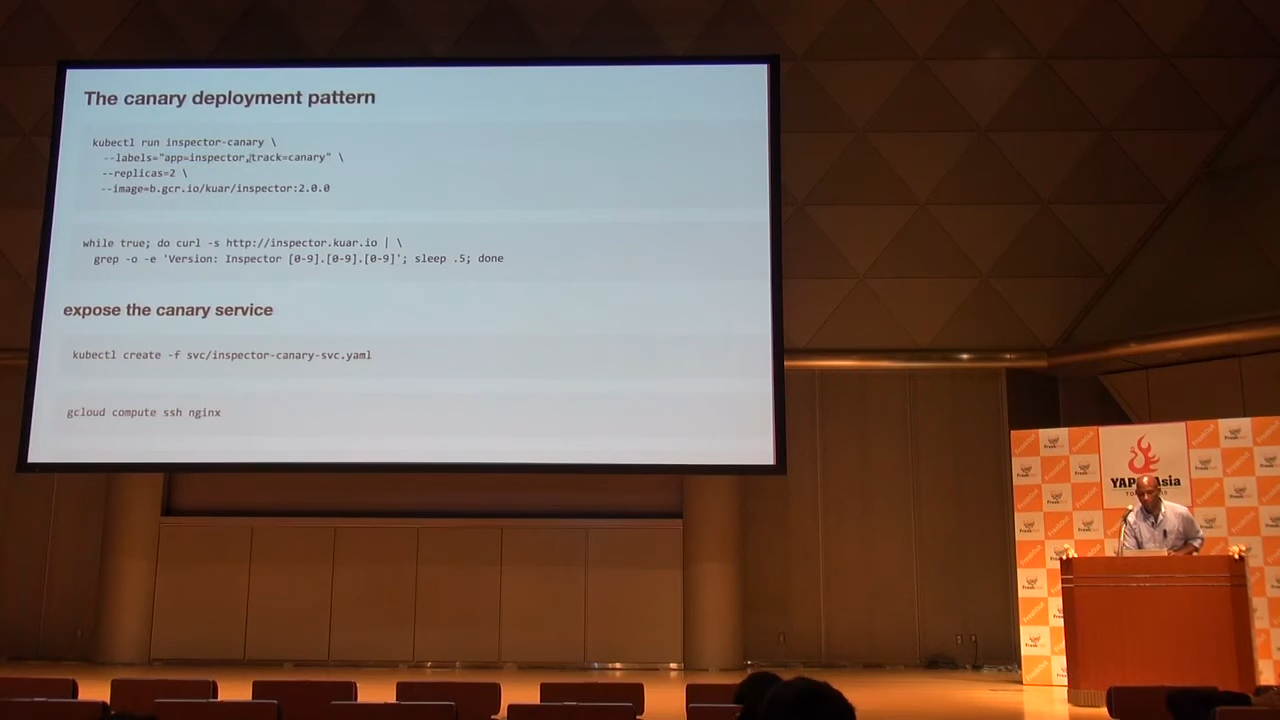 The canary deployment pattern
kubectl run inspector-canary \
--labels="app=inspector,track=canary" \
--replicas=2 \
--image=b.gcr.io/kuar/inspector:2.0.0
while true; do curl -s http://inspector.kuar.io | \
grep -o -e 'Version: Inspector [0-9].[0-9].[0-9]'; sleep .5; done
expose the canary service
kubectl create -f svc/inspector-canary-svc.yaml
gcloud compute ssh nginx